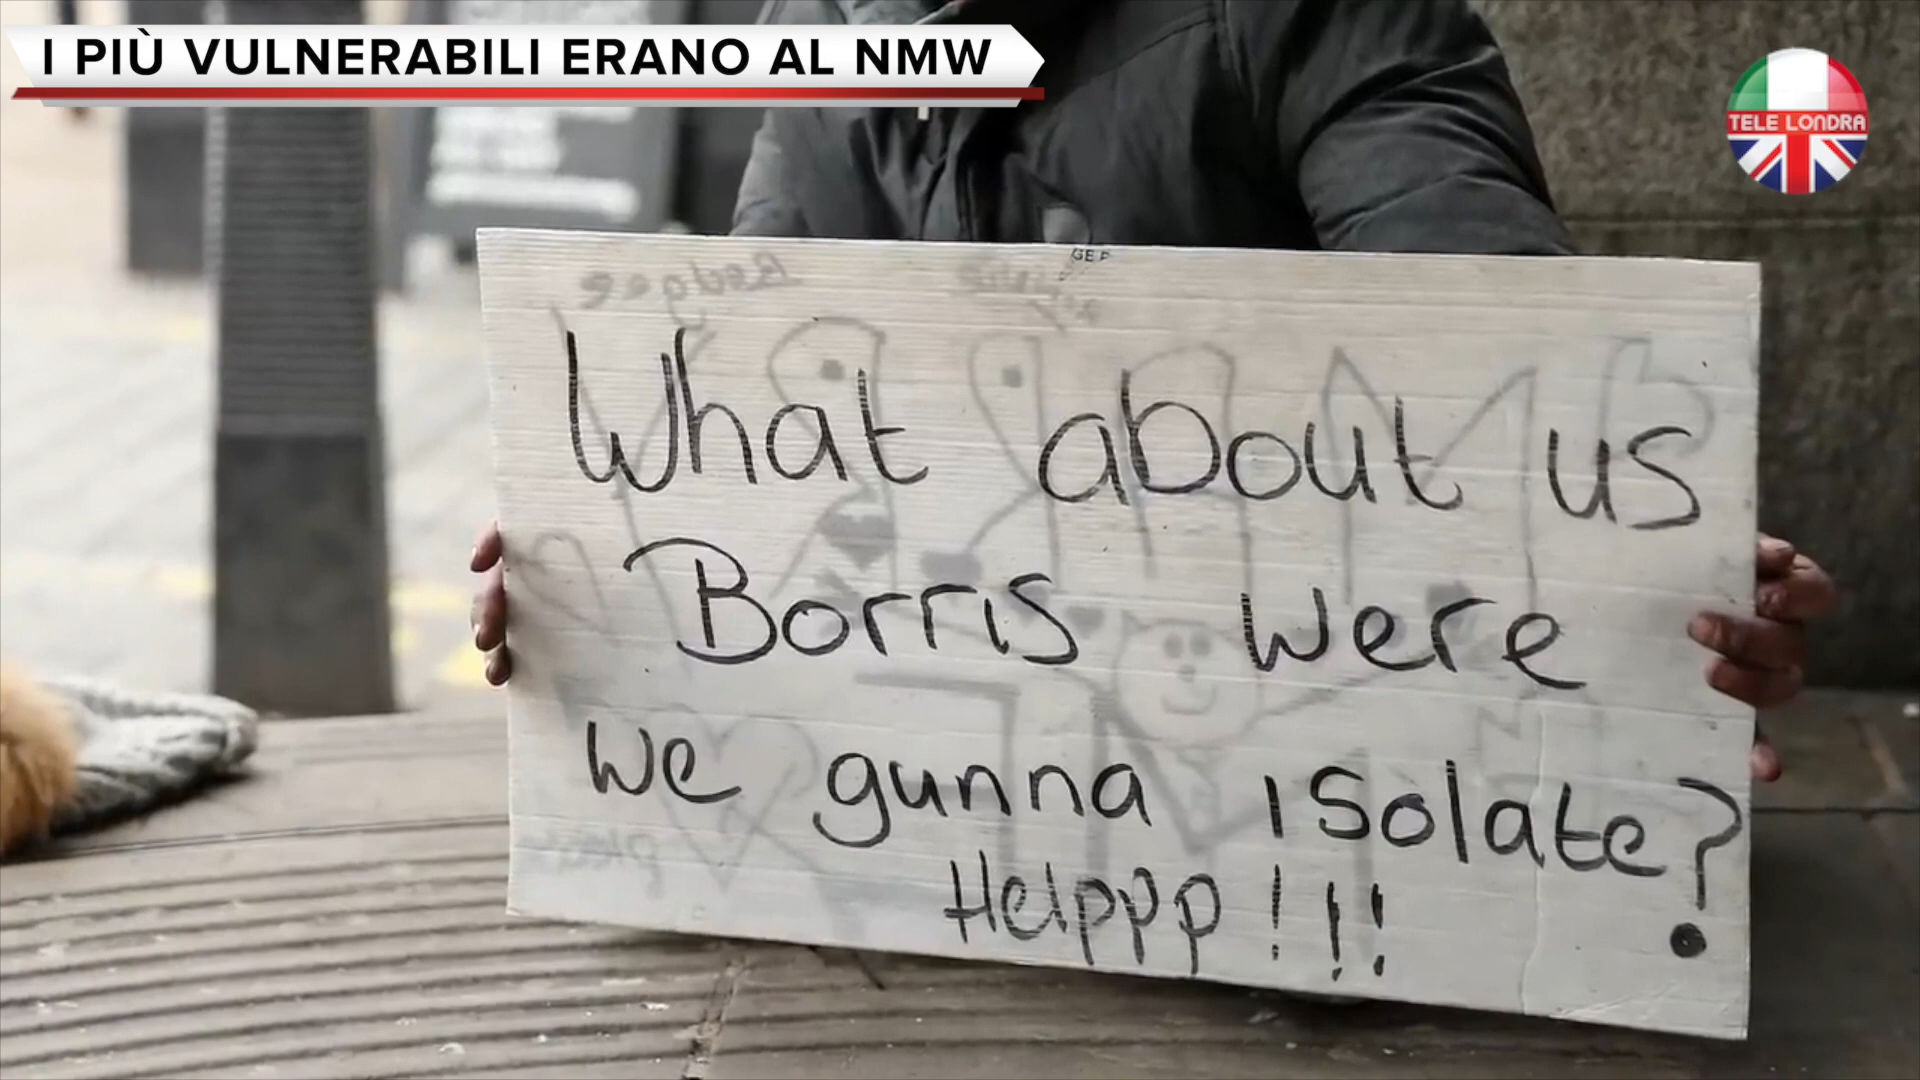 I PIÙ VULNERABILI ERANO AL NMW
TELE LONDRA
What about us
Borris were
we gunna isolate?
Helppp!!!